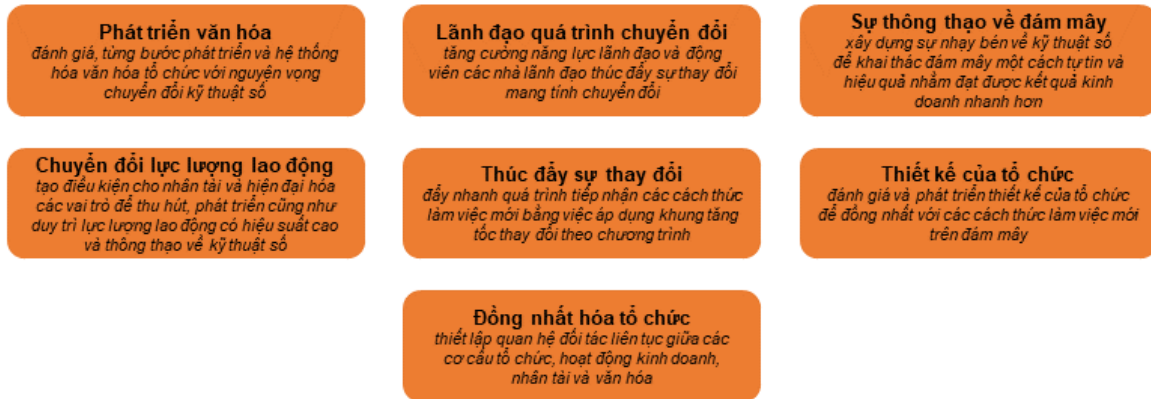 Phát triển văn hóa
đánh giá, từng bước phát triển và hệ thống
hóa văn hóa tổ chức với nguyện vọng
chuyển đổi kỹ thuật số
Lãnh đạo quá trình chuyển đổi
tăng cường năng lực lãnh đạo và động
viên các nhà lãnh đạo thúc đẩy sự thay đổi
mang tính chuyển đổi
Sự thông thạo về đám mây
xây dựng sự nhạy bén về kỹ thuật số
để khai thác đám mây một cách tự tin và
hiệu quả nhằm đạt được kết quả kinh
doanh nhanh hơn
Chuyển đổi lực lượng lao động
tạo điều kiện cho nhân tài và hiện đại hóa
các vai trò để thu hút, phát triển cũng như
duy trì lực lượng lao động có hiệu suất cao
và thông thạo về kỹ thuật số
Thúc đẩy sự thay đổi
đẩy nhanh quá trình tiếp nhận các cách thức
làm việc mới bằng việc áp dụng khung tăng
tốc thay đổi theo chương trình
Thiết kế của tổ chức
đánh giá và phát triển thiết kế của tổ chức
để đồng nhất với các cách thức làm việc mới
trên đám mây
Đồng nhất hóa tổ chức
thiết lập quan hệ đối tác liên tục giữa các
cơ cấu tổ chức, hoạt động kinh doanh,
nhân tài và văn hóa